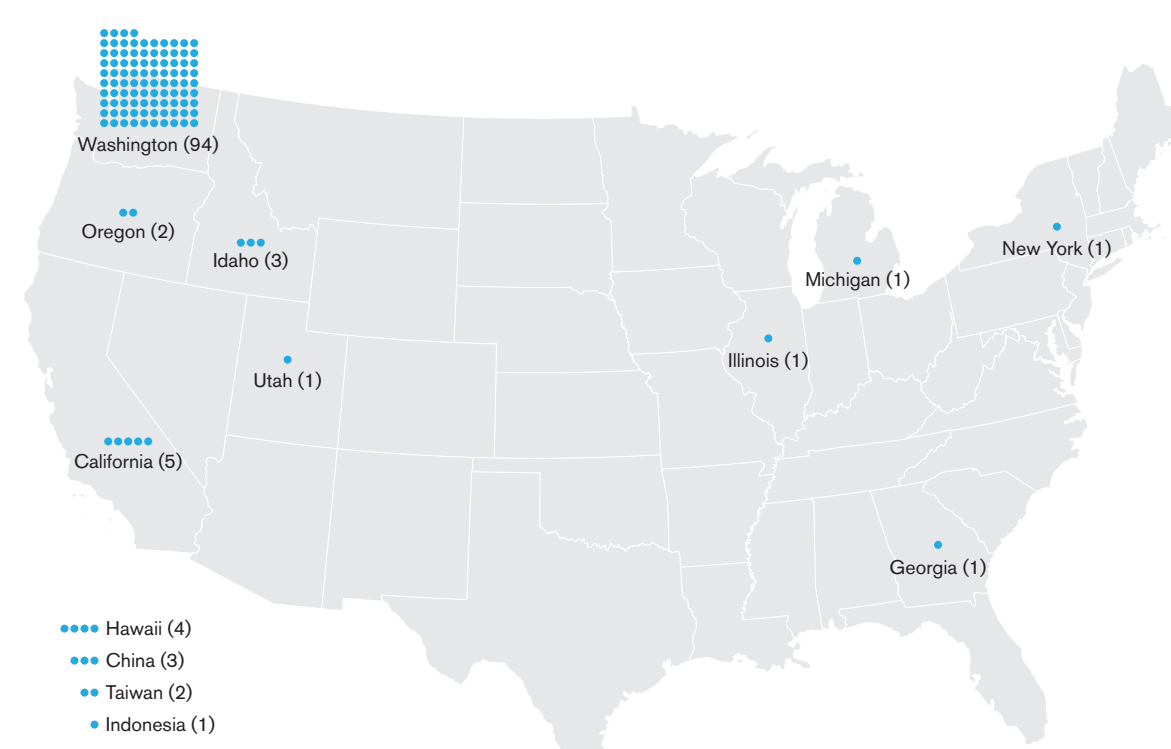 Washington (94)
Oregon (2)
Idaho (3)
New York (1)
Michigan (1)
Illinois (1)
Utah (1)
California (5)
Georgia (1)
Hawaii (4)
China (3)
Taiwan (2)
Indonesia (1)